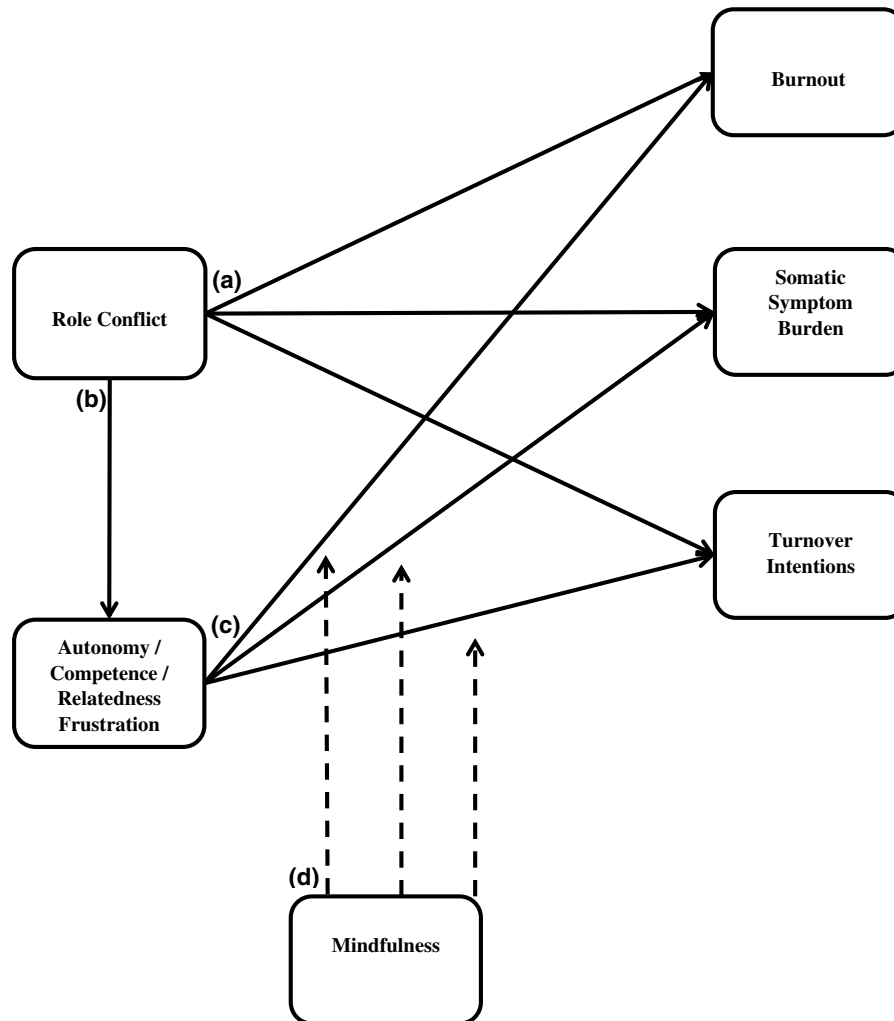 Burnout
(a)
Role Conflict
Somatic
Symptom
Burden
(b)
Turnover
Intentions
(c)
Autonomy /
Competence /
Relatedness
Frustration
(d)
Mindfulness